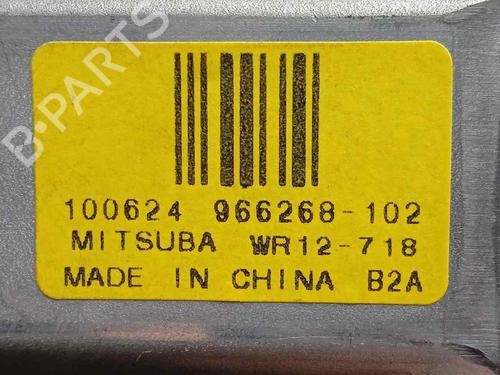 B-PARTS
100624 966268-102
MITSUBA WR12-718
MADE IN CHINA B2A